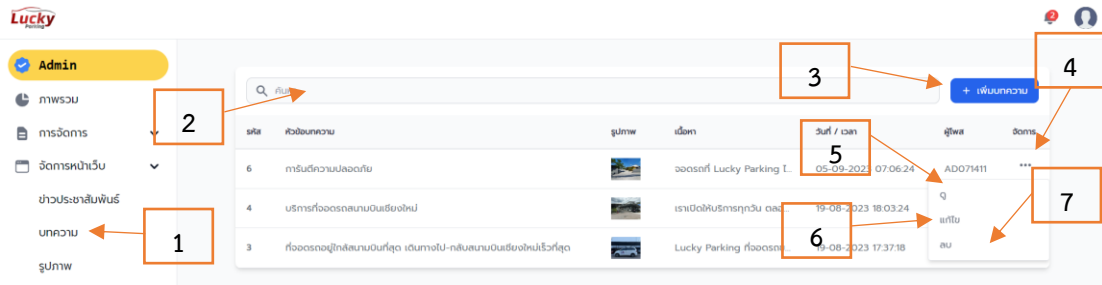 Lucky
Parking
2
Admin
4
3
ภาพรวม
+ เพิ่มบทความ
2
การจัดการ
รหัส หัวข้อบทความ รูปภาพ เนื้อหา วันที่ / เวลา ผู้โพส จัดการ
5
จัดการหน้าเว็บ
6 การันตีความปลอดภัย จอดรถที่ Lucky Parking ใ... 05-09-2023 07:06:24 AD071411 ...
ข่าวประชาสัมพันธ์
ดู
7
4 บริการที่จอดรถสนามบินเชียงใหม่ เราเปิดให้บริการทุกวัน ตลอ... 19-08-2023 18:03:24
แก้ไข
บทความ
1
6
ลบ
3 ที่จอดรถอยู่ใกล้สนามบินที่สุด เดินทางไป-กลับสนามบินเชียงใหม่เร็วที่สุด Lucky Parking ที่จอดรถ 19-08-2023 17:37:18
รูปภาพ